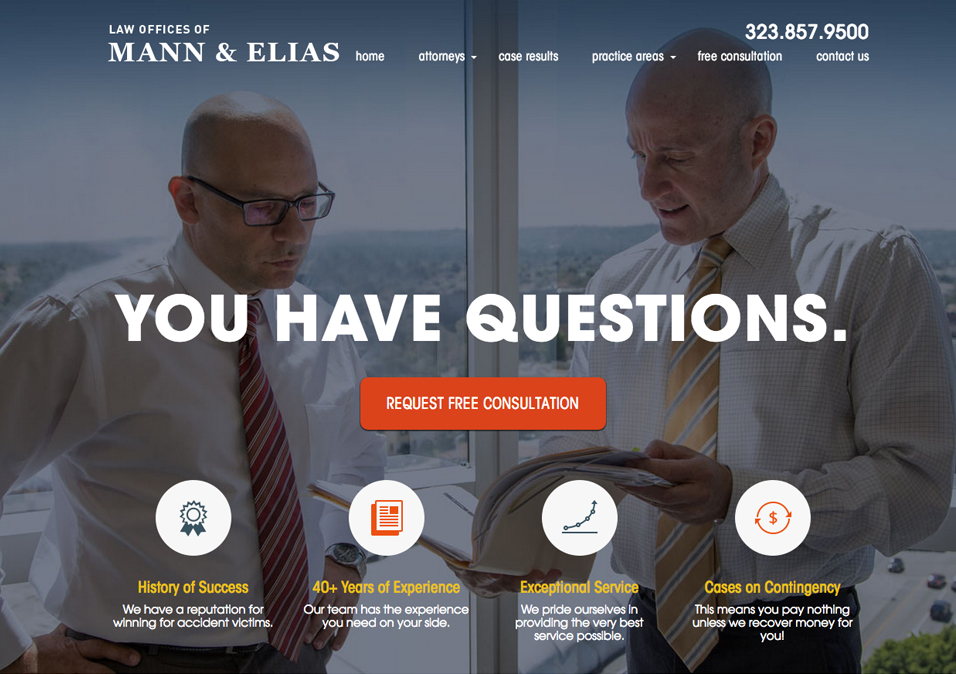 LAW OFFICES OF
MANN & ELIAS
323.857.9500
home attorneys case results practice areas free consultation contact us
YOU HAVE QUESTIONS.
REQUEST FREE CONSULTATION
$
History of Success
We have a reputation for
winning for accident victims.
40+ Years of Experience
Our team has the experience
you need on your side.
Exceptional Service
We pride ourselves in
providing the very best
service possible.
Cases on Contingency
This means you pay nothing
unless we recover money for
you!